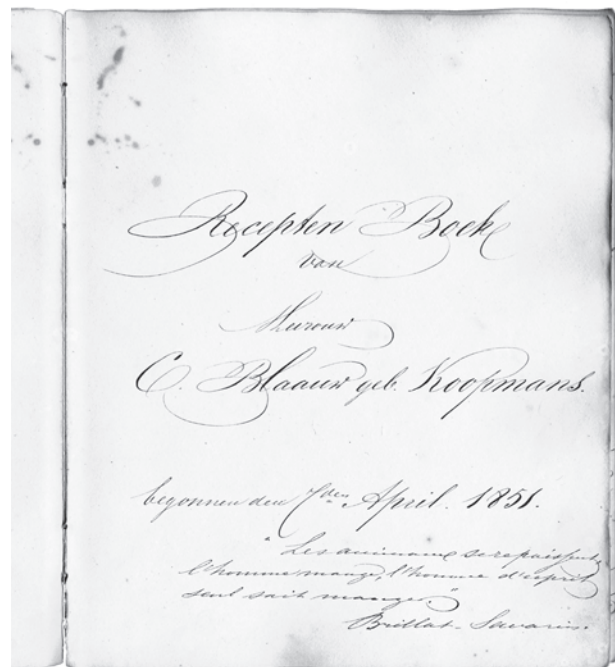 Recepten Boek
van
Mevrouw
C. Blaauw geb. Koopmans.
begonnen den 7den April. 1851.
"Les animaux se repaissent,
l'homme mange, l'homme d'esprit
seul sait manger"
Brillat-Savarin.